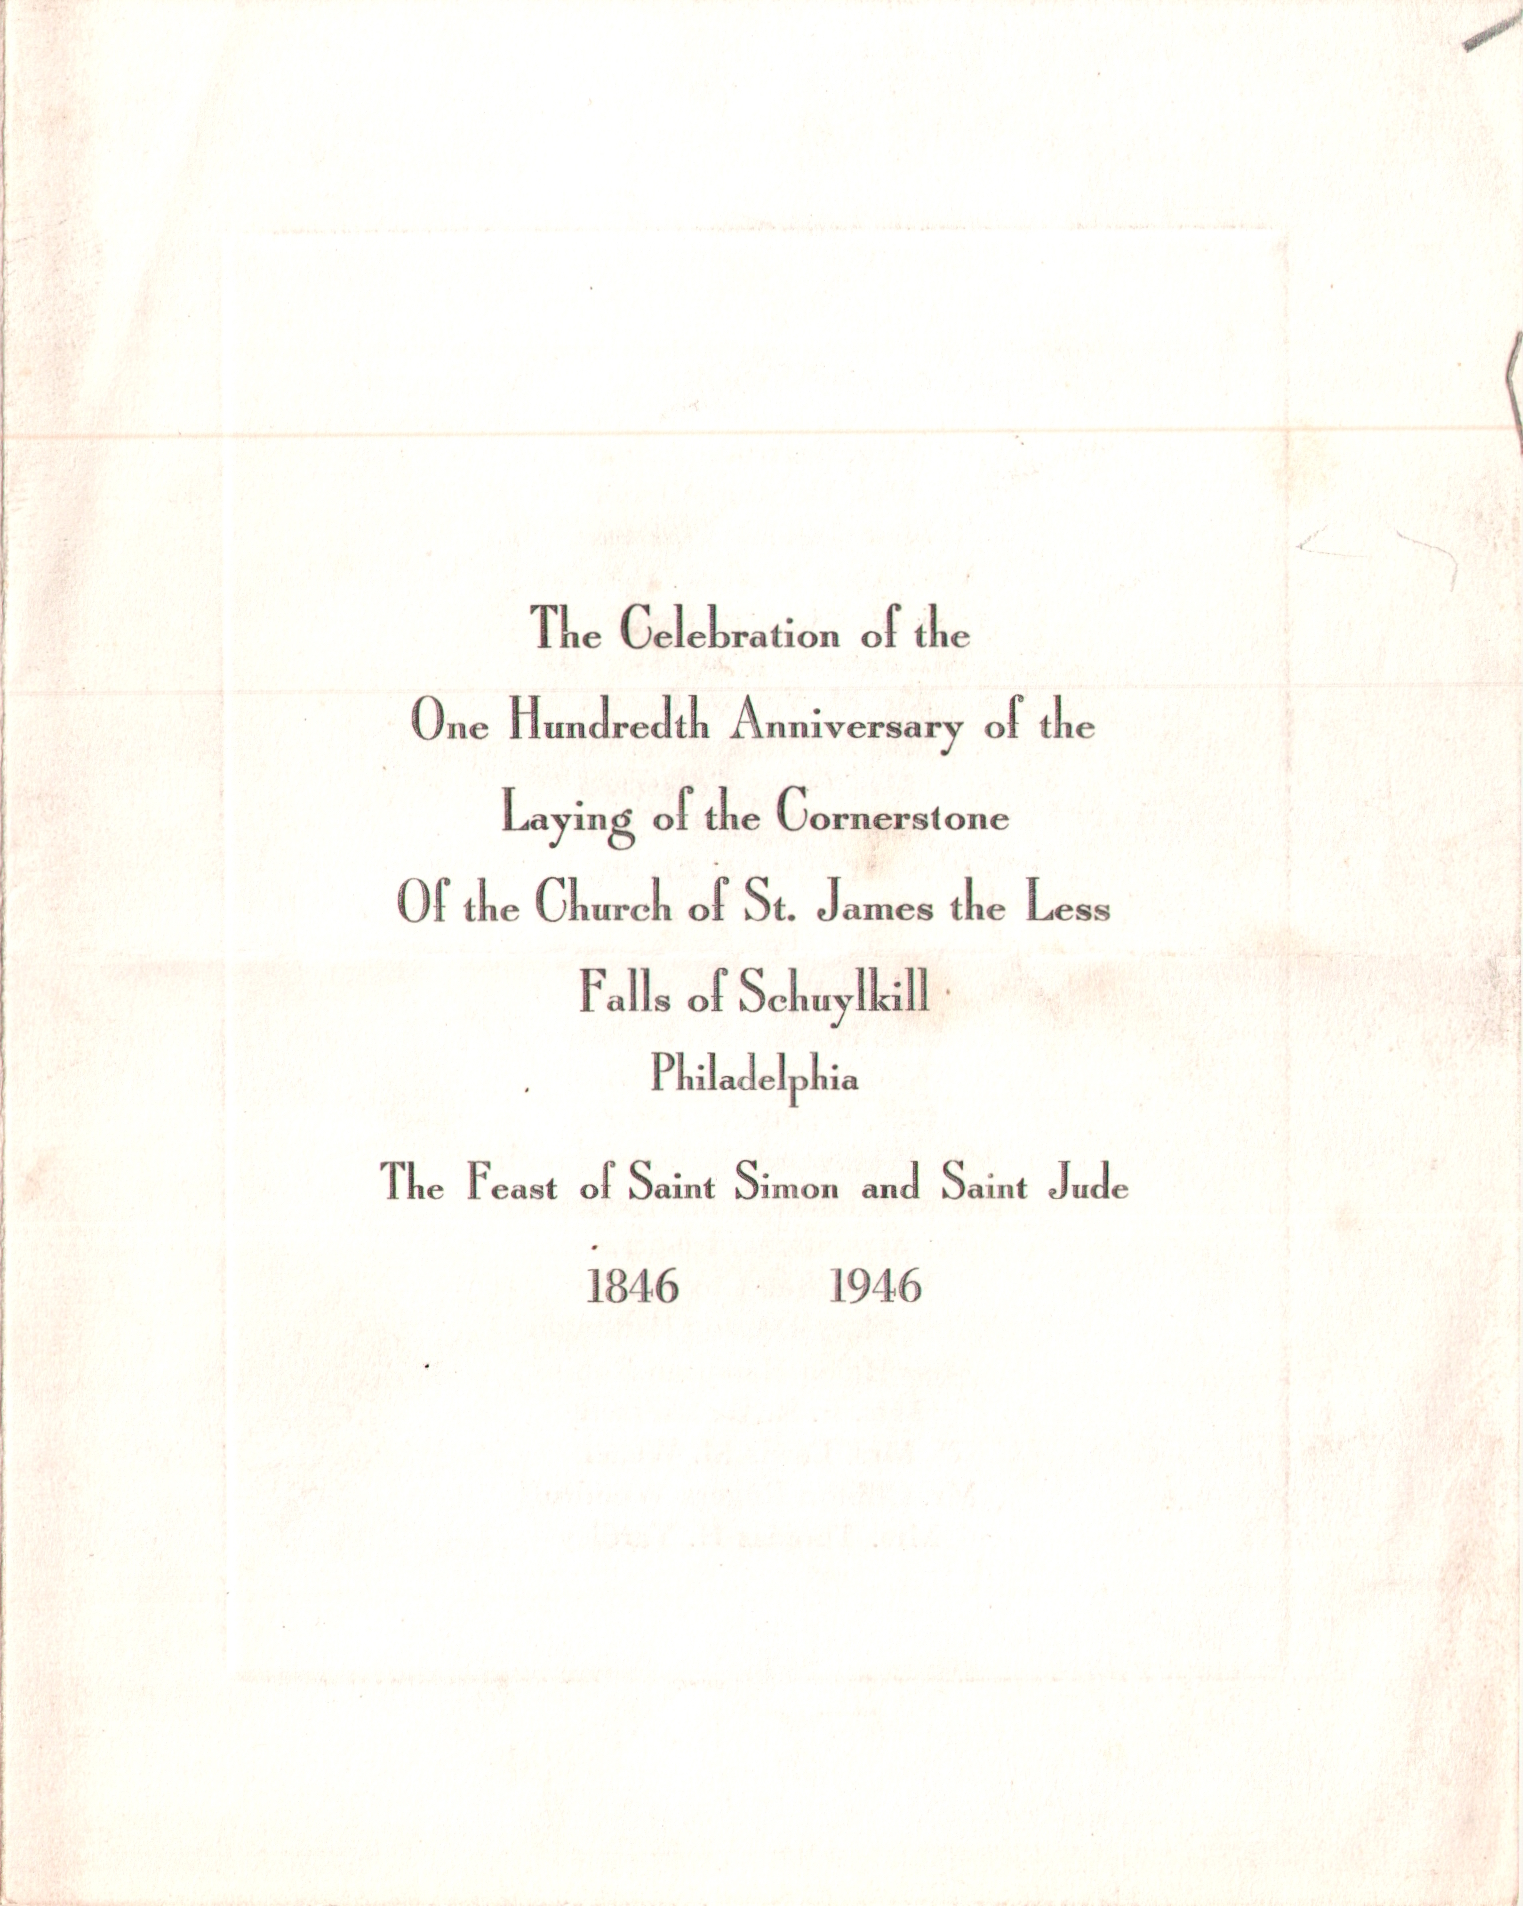 The Celebration of the
One Hundredth Anniversary of the
Laying of the Cornerstone
Of the Church of St. James the Less
Falls of Schuylkill
Philadelphia
The Feast of Saint Simon and Saint Jude
1846 1946